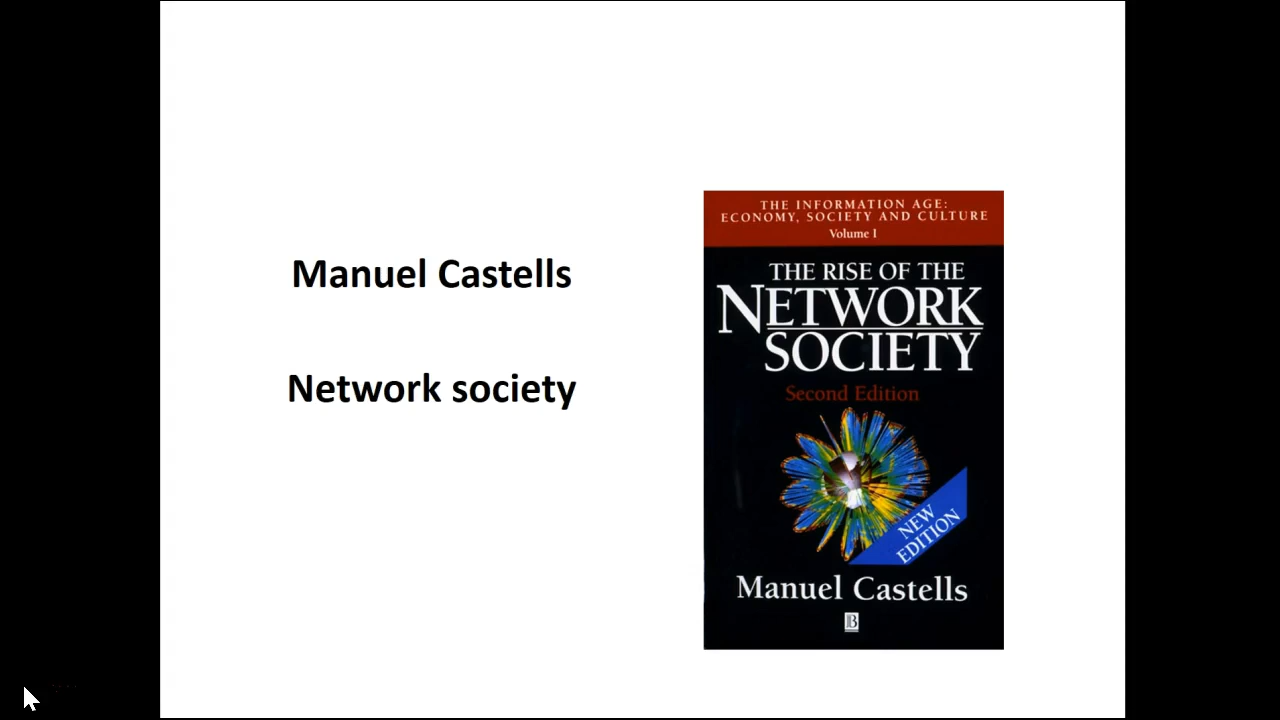 Manuel Castells
Network society
THE INFORMATION AGE:
ECONOMY, SOCIETY AND CULTURE
Volume I
THE RISE OF THE
NETWORK
SOCIETY
Second Edition
NEW
EDITION
Manuel Castells
B